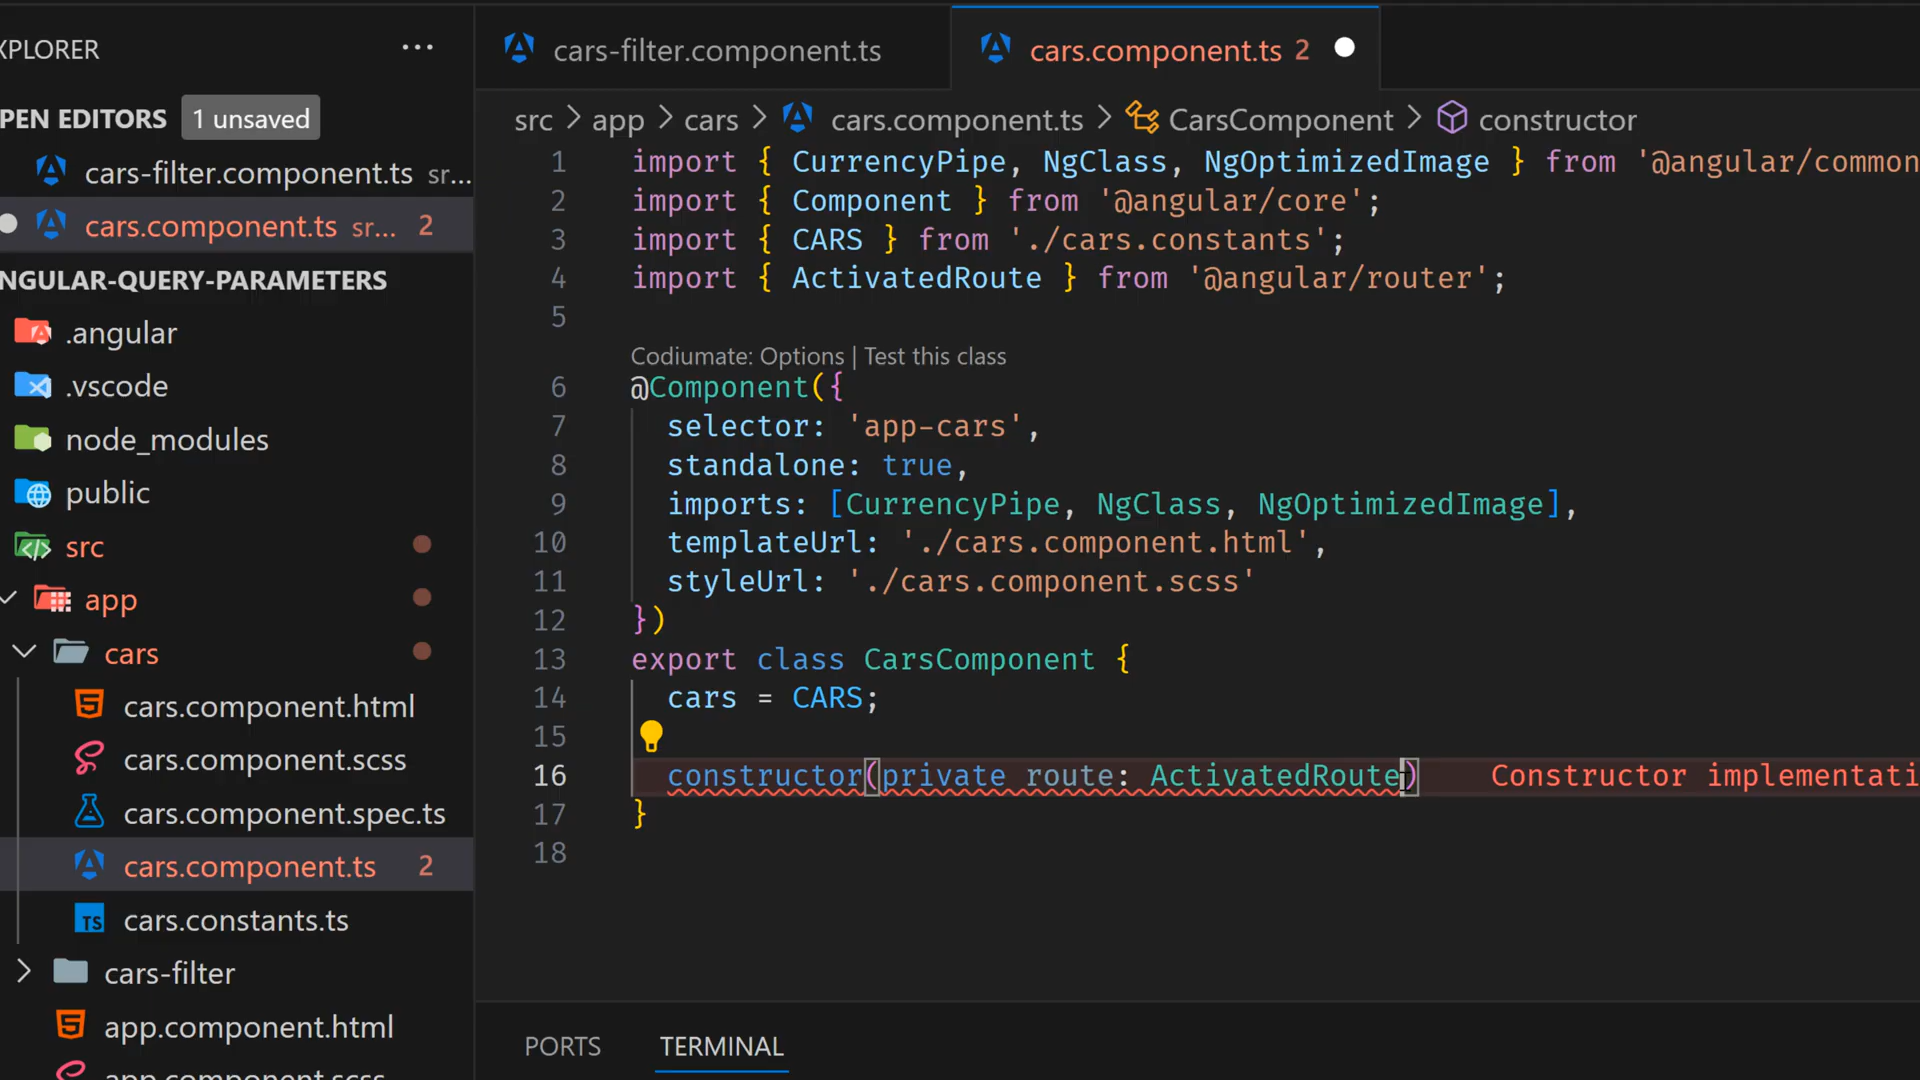 XPLORER
PEN EDITORS 1 unsaved
cars-filter.component.ts sr...
cars.component.ts sr... 2
NGULAR-QUERY-PARAMETERS
.angular
.vscode
node_modules
public
src
app
cars
cars.component.html
cars.component.scss
cars.component.spec.ts
cars.component.ts 2
cars.constants.ts
cars-filter
app.component.html
app.component.scss
cars-filter.component.ts
cars.component.ts 2
src > app > cars > cars.component.ts > CarsComponent > constructor
1 import { CurrencyPipe, NgClass, NgOptimizedImage } from '@angular/common
2 import { Component } from '@angular/core';
3 import { CARS } from './cars.constants';
4 import { ActivatedRoute } from '@angular/router';
5
Codiumate: Options | Test this class
6 @Component({
7 selector: 'app-cars',
8 standalone: true,
9 imports: [CurrencyPipe, NgClass, NgOptimizedImage],
10 templateUrl: './cars.component.html',
11 styleUrl: './cars.component.scss'
12 })
13 export class CarsComponent {
14 cars = CARS;
15
16 constructor(private route: ActivatedRoute) Constructor implementati
17 }
18
PORTS
TERMINAL